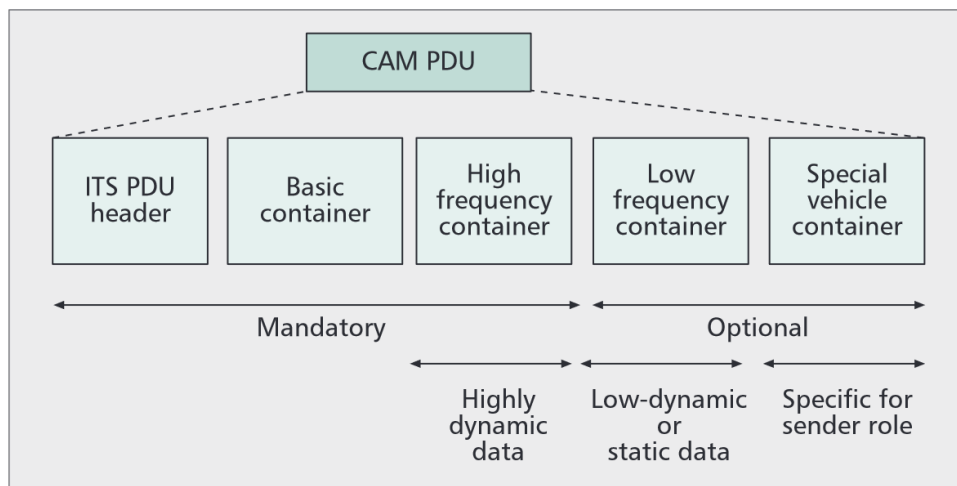 CAM PDU
ITS PDU
header
Basic
container
High
frequency
container
Low
frequency
container
Special
vehicle
container
Mandatory
Optional
Highly
dynamic
data
Low-dynamic
or
static data
Specific for
sender role